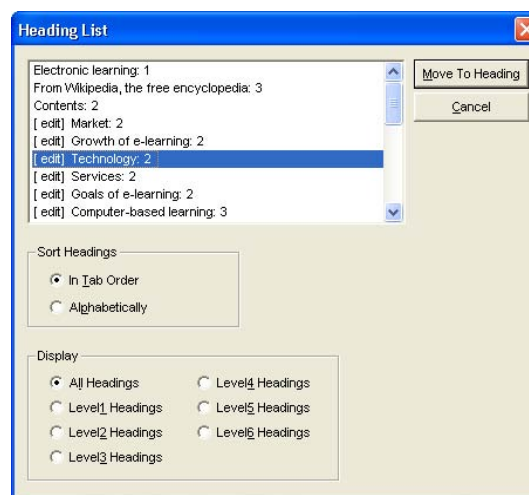 Heading List
Electronic learning: 1
From Wikipedia, the free encyclopedia: 3
Contents: 2
[ edit]  Market: 2
[ edit]  Growth of e-learning: 2
[ edit]  Technology: 2
[ edit]  Services: 2
[ edit]  Goals of e-learning: 2
[ edit]  Computer-based learning: 3
Move To Heading
Cancel
Sort Headings
In Tab Order
Alphabetically
Display
All Headings
Level4 Headings
Level1 Headings
Level5 Headings
Level2 Headings
Level6 Headings
Level3 Headings